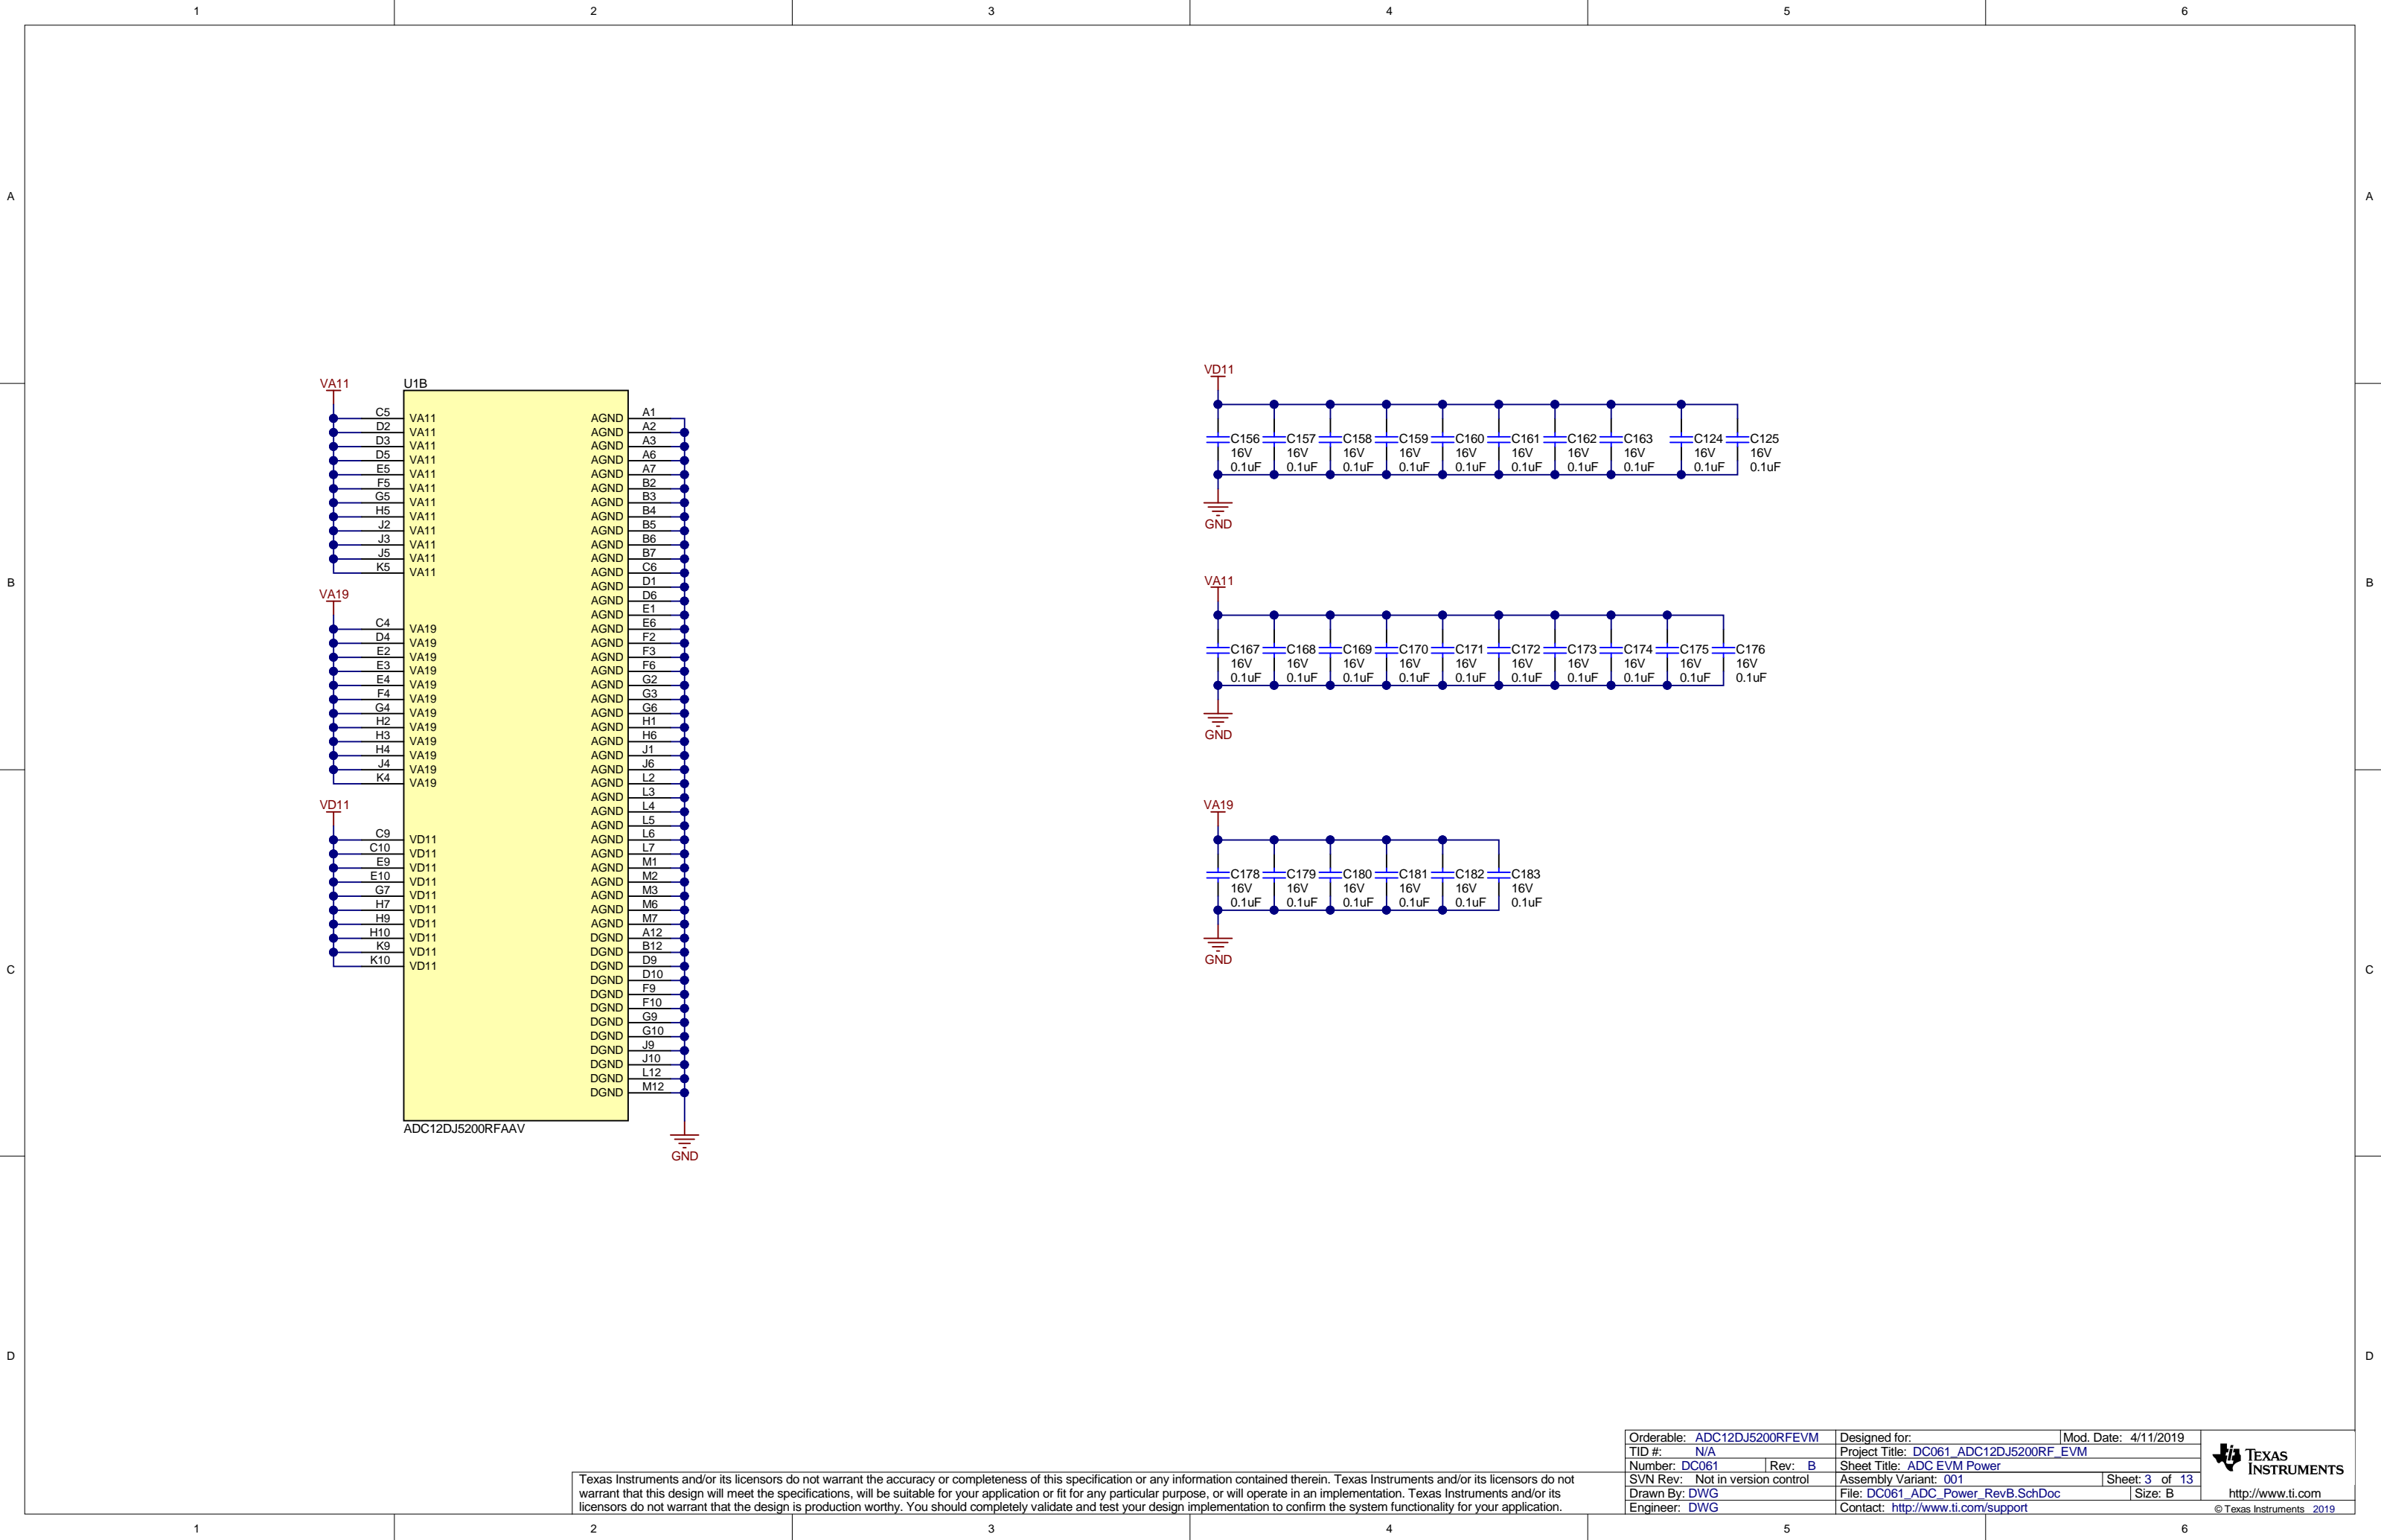 1 2 3 4 5 6
A A
VA11 U1B
C5 VA11 AGND A1
D2 VA11 AGND A2
D3 VA11 AGND A3
D5 VA11 AGND A6
E5 VA11 AGND A7
F5 VA11 AGND B2
G5 VA11 AGND B3
H5 VA11 AGND B4
J2 VA11 AGND B5
J3 VA11 AGND B6
J5 VA11 AGND B7
K5 VA11 AGND C6
AGND D1
VA19 AGND D6
AGND E1
C4 VA19 AGND E6
D4 VA19 AGND F2
E2 VA19 AGND F3
E3 VA19 AGND F6
E4 VA19 AGND G2
F4 VA19 AGND G3
G4 VA19 AGND G6
H2 VA19 AGND H1
H3 VA19 AGND H6
H4 VA19 AGND J1
J4 VA19 AGND J6
K4 VA19 AGND L2
AGND L3
VD11 AGND L4
AGND L5
C9 VD11 AGND L6
C10 VD11 AGND L7
E9 VD11 AGND M1
E10 VD11 AGND M2
G7 VD11 AGND M3
H7 VD11 AGND M6
H9 VD11 AGND M7
H10 VD11 DGND A12
K9 VD11 DGND B12
K10 VD11 DGND D9
DGND D10
DGND F9
DGND F10
DGND G9
DGND G10
DGND J9
DGND J10
DGND L12
DGND M12
ADC12DJ5200RFAAV
GND
VD11
C156 C157 C158 C159 C160 C161 C162 C163 C124 C125
16V 16V 16V 16V 16V 16V 16V 16V 16V 16V
0.1uF 0.1uF 0.1uF 0.1uF 0.1uF 0.1uF 0.1uF 0.1uF 0.1uF 0.1uF
GND
VA11
B B
C167 C168 C169 C170 C171 C172 C173 C174 C175 C176
16V 16V 16V 16V 16V 16V 16V 16V 16V 16V
0.1uF 0.1uF 0.1uF 0.1uF 0.1uF 0.1uF 0.1uF 0.1uF 0.1uF 0.1uF
GND
VA19
C178 C179 C180 C181 C182 C183
16V 16V 16V 16V 16V 16V
0.1uF 0.1uF 0.1uF 0.1uF 0.1uF 0.1uF
GND
C C
D D
Texas Instruments and/or its licensors do not warrant the accuracy or completeness of this specification or any information contained therein. Texas Instruments and/or its licensors do not
warrant that this design will meet the specifications, will be suitable for your application or fit for any particular purpose, or will operate in an implementation. Texas Instruments and/or its
licensors do not warrant that the design is production worthy. You should completely validate and test your design implementation to confirm the system functionality for your application.
Orderable: ADC12DJ5200RFEVM Designed for: Mod. Date: 4/11/2019
TID #: N/A Project Title: DC061_ADC12DJ5200RF_EVM
Number: DC061 Rev: B Sheet Title: ADC EVM Power
SVN Rev: Not in version control Assembly Variant: 001 Sheet: 3 of 13
Drawn By: DWG File: DC061_ADC_Power_RevB.SchDoc Size: B
Engineer: DWG Contact: http://www.ti.com/support
TEXAS
INSTRUMENTS
http://www.ti.com
© Texas Instruments 2019
1 2 3 4 5 6